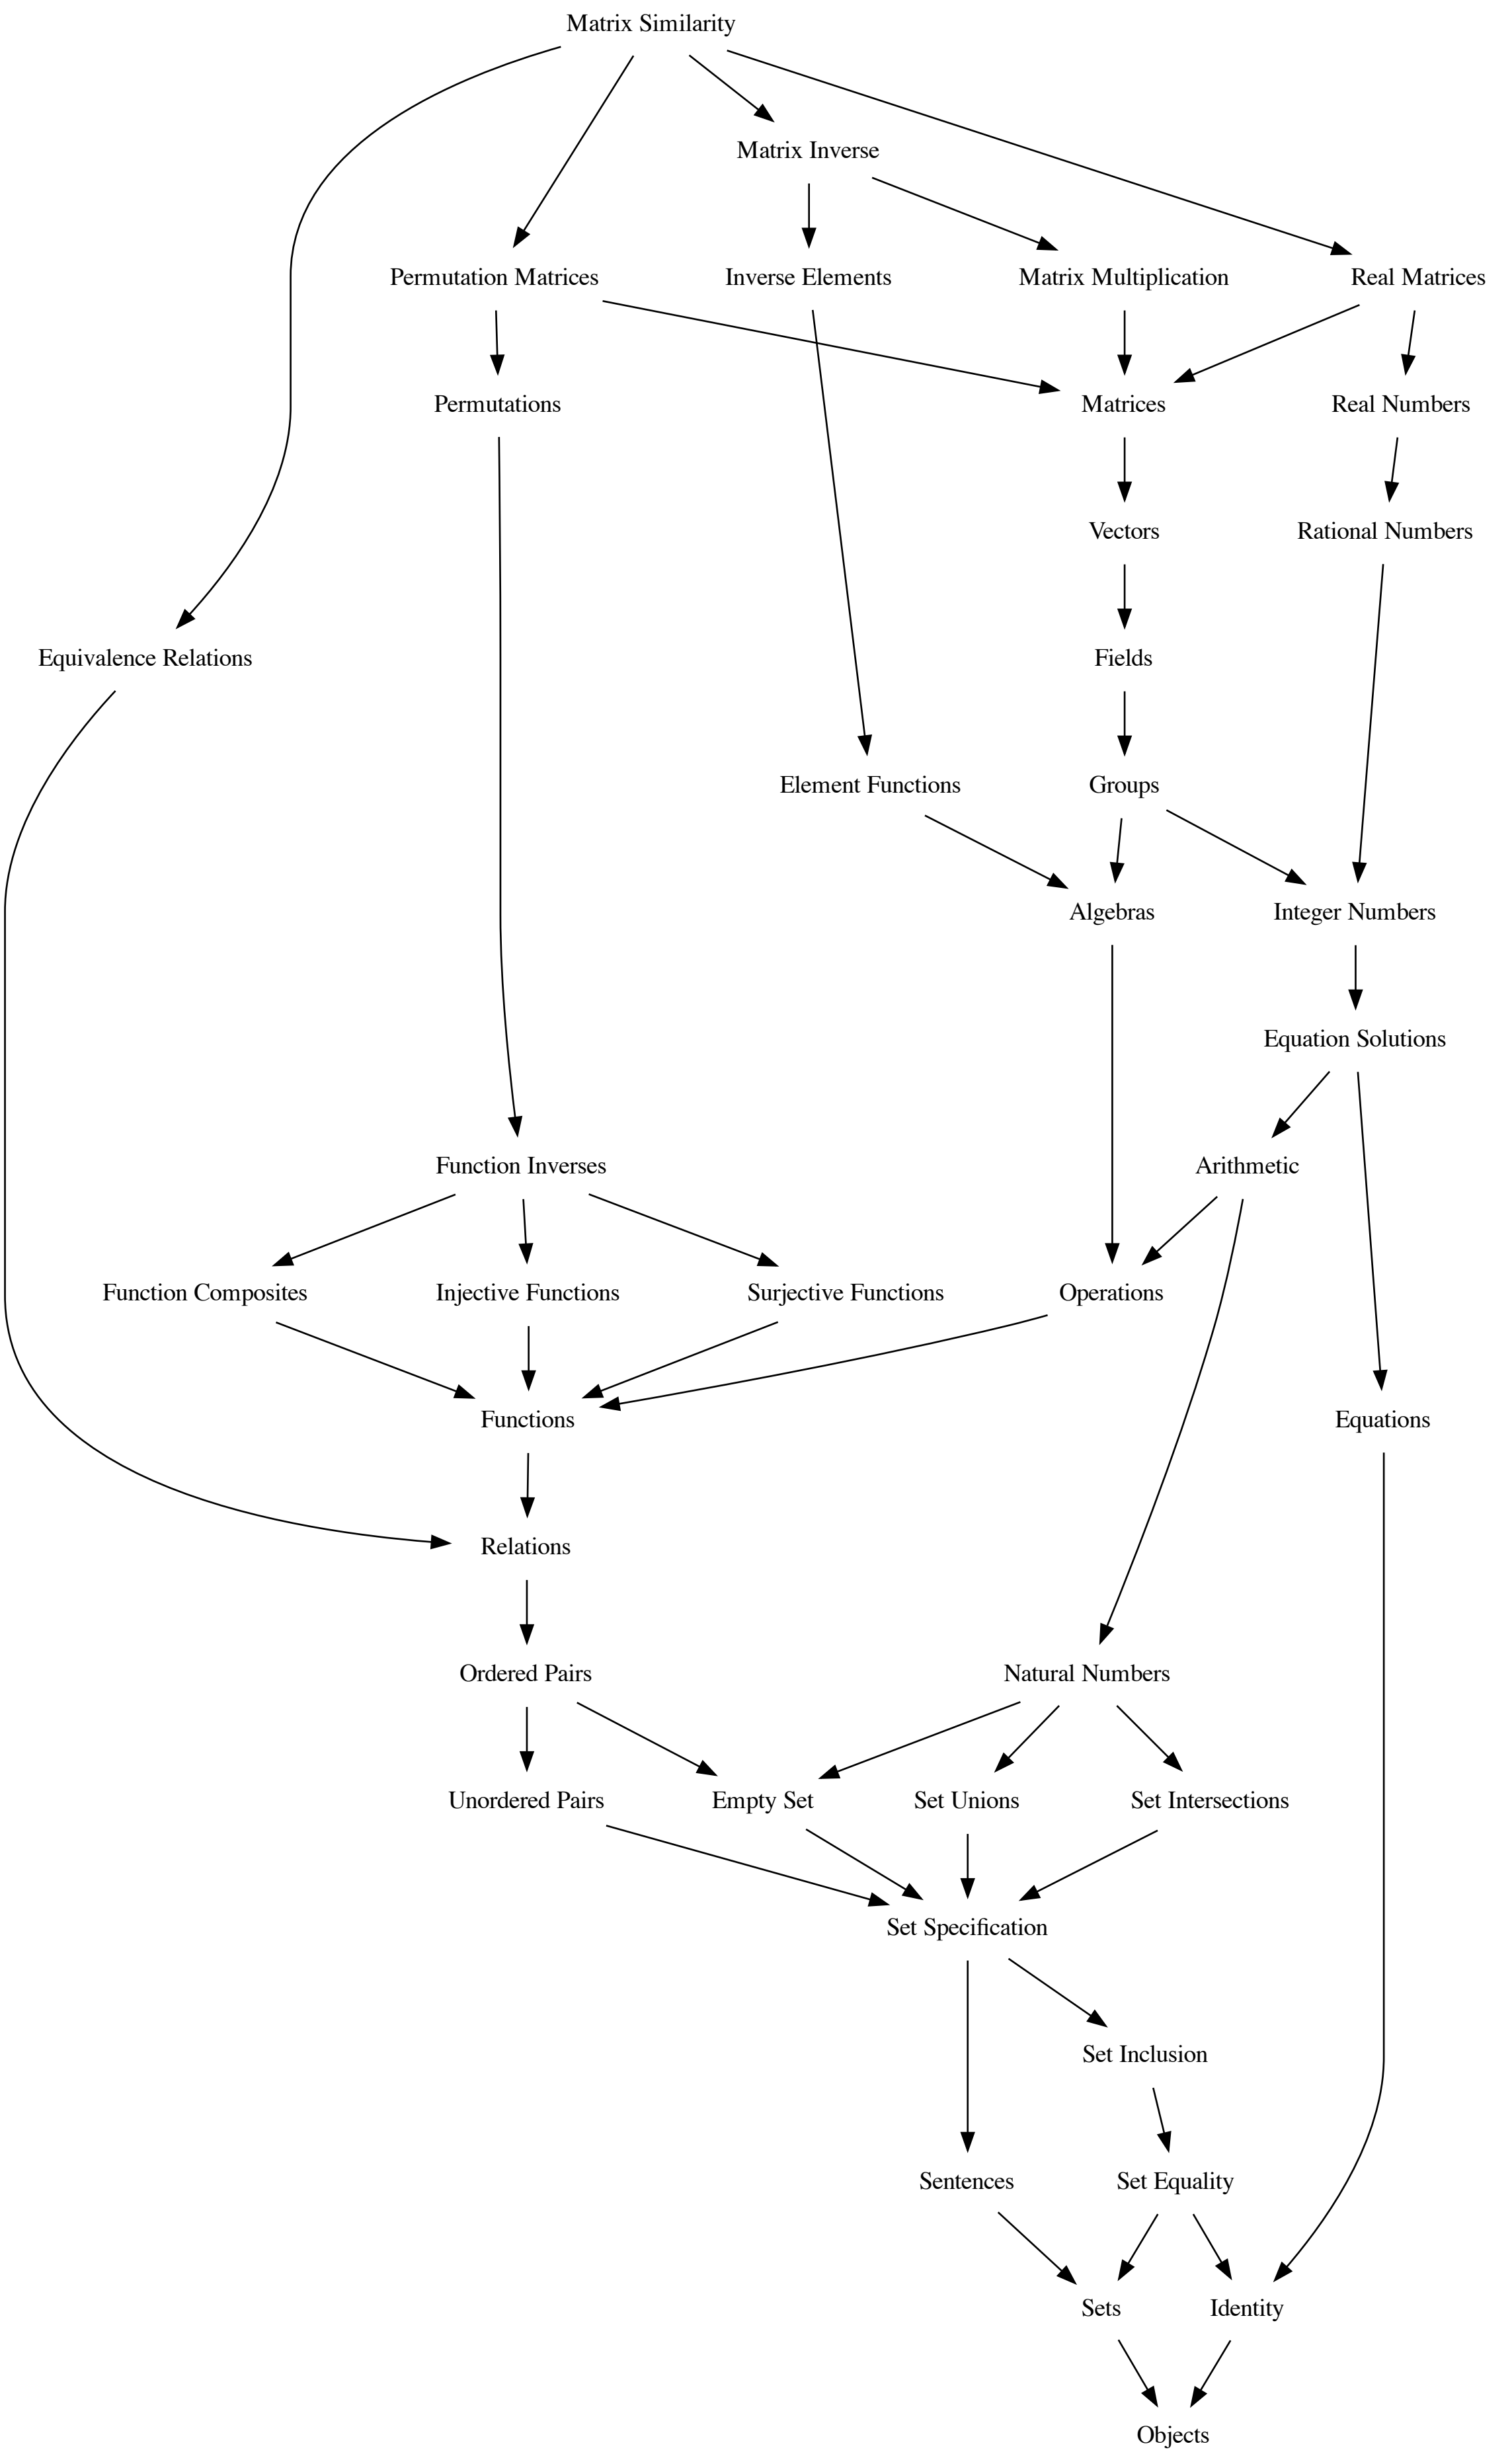 Matrix Similarity
Matrix Inverse
Permutation Matrices
Inverse Elements
Matrix Multiplication
Real Matrices
Permutations
Matrices
Real Numbers
Vectors
Rational Numbers
Equivalence Relations
Fields
Element Functions
Groups
Algebras
Integer Numbers
Equation Solutions
Function Inverses
Arithmetic
Function Composites
Injective Functions
Surjective Functions
Operations
Functions
Equations
Relations
Ordered Pairs
Natural Numbers
Unordered Pairs
Empty Set
Set Unions
Set Intersections
Set Specification
Set Inclusion
Sentences
Set Equality
Sets
Identity
Objects